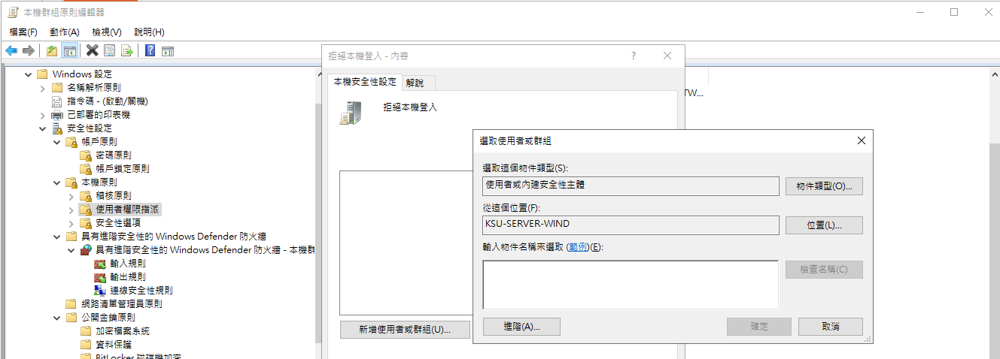 本機群組原則編輯器
檔案(F) 動作(A) 檢視(V) 說明(H)
Windows 設定
名稱解析原則
指令碼 - (啟動/關機)
已部署的印表機
安全性設定
帳戶原則
密碼原則
帳戶鎖定原則
本機原則
稽核原則
使用者權限指派
安全性選項
具有進階安全性的 Windows Defender 防火牆
具有進階安全性的 Windows Defender 防火牆 - 本機群
輸入規則
輸出規則
連線安全性規則
網路清單管理員原則
公開金鑰原則
加密檔案系統
資料保護
BitLocker 磁碟機加密
拒絕本機登入 - 內容
本機安全性設定 解說
拒絕本機登入
新增使用者或群組(U)...
TW...
選取使用者或群組
選取這個物件類型(S):
使用者或內建安全性主體
物件類型(O)...
從這個位置(F):
KSU-SERVER-WIND
位置(L)...
輸入物件名稱來選取 (範例)(E):
檢查名稱(C)
進階(A)...
確定
取消